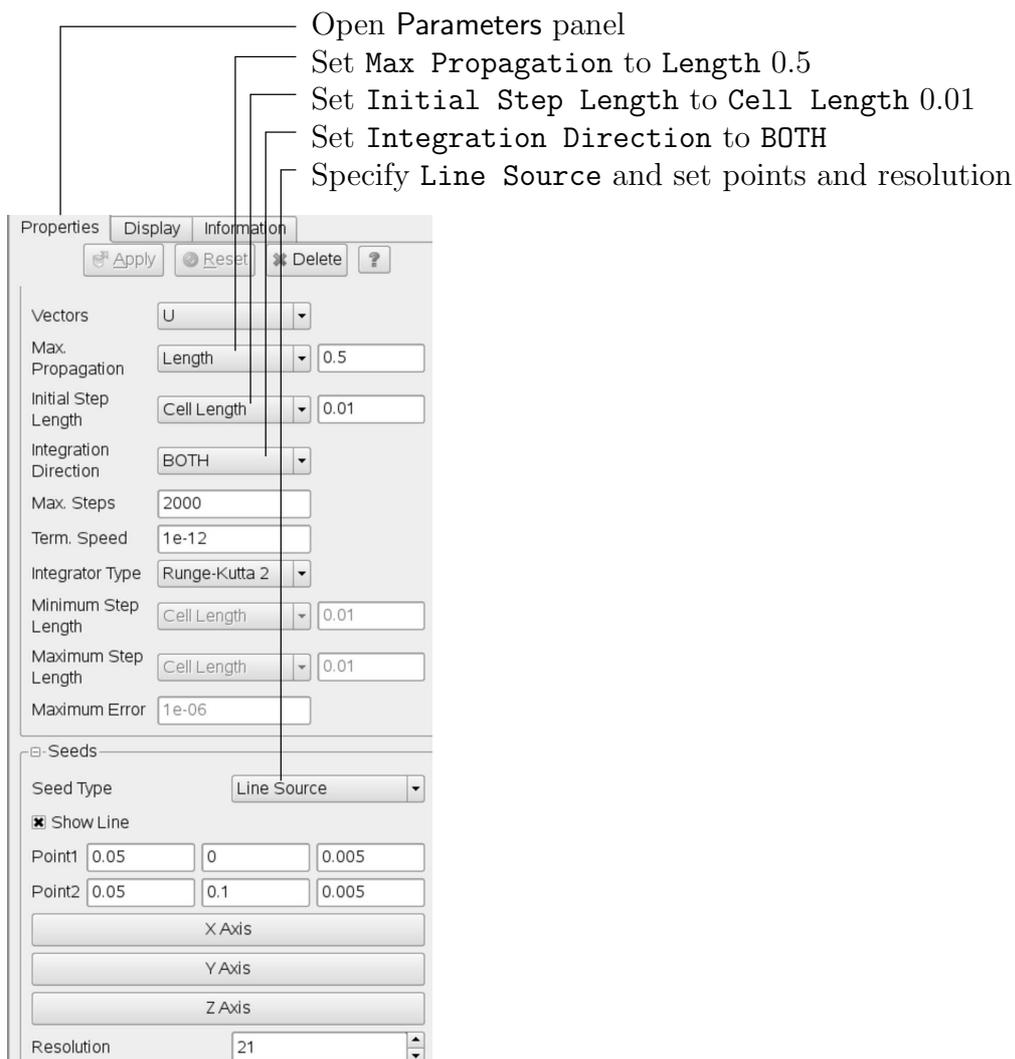 Open Parameters panel
Set Max Propagation to Length 0.5
Set Initial Step Length to Cell Length 0.01
Set Integration Direction to BOTH
Specify Line Source and set points and resolution
Properties Display Information
Apply Reset Delete ?
Vectors U
Max.
Propagation Length 0.5
Initial Step
Length Cell Length 0.01
Integration
Direction BOTH
Max. Steps 2000
Term. Speed 1e-12
Integrator Type Runge-Kutta 2
Minimum Step
Length Cell Length 0.01
Maximum Step
Length Cell Length 0.01
Maximum Error 1e-06
Seeds
Seed Type Line Source
Show Line
Point1 0.05 0 0.005
Point2 0.05 0.1 0.005
X Axis
Y Axis
Z Axis
Resolution 21